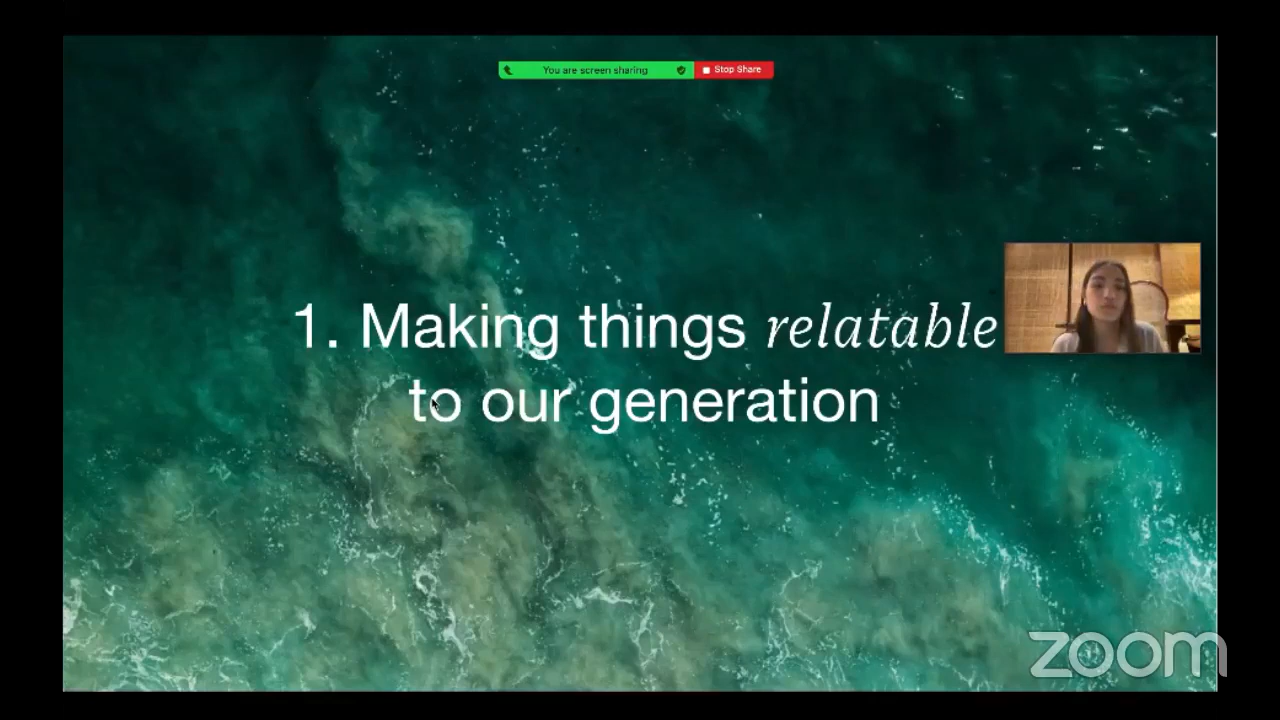 You are screen sharing
Stop Share
1. Making things relatable
to our generation
zoom